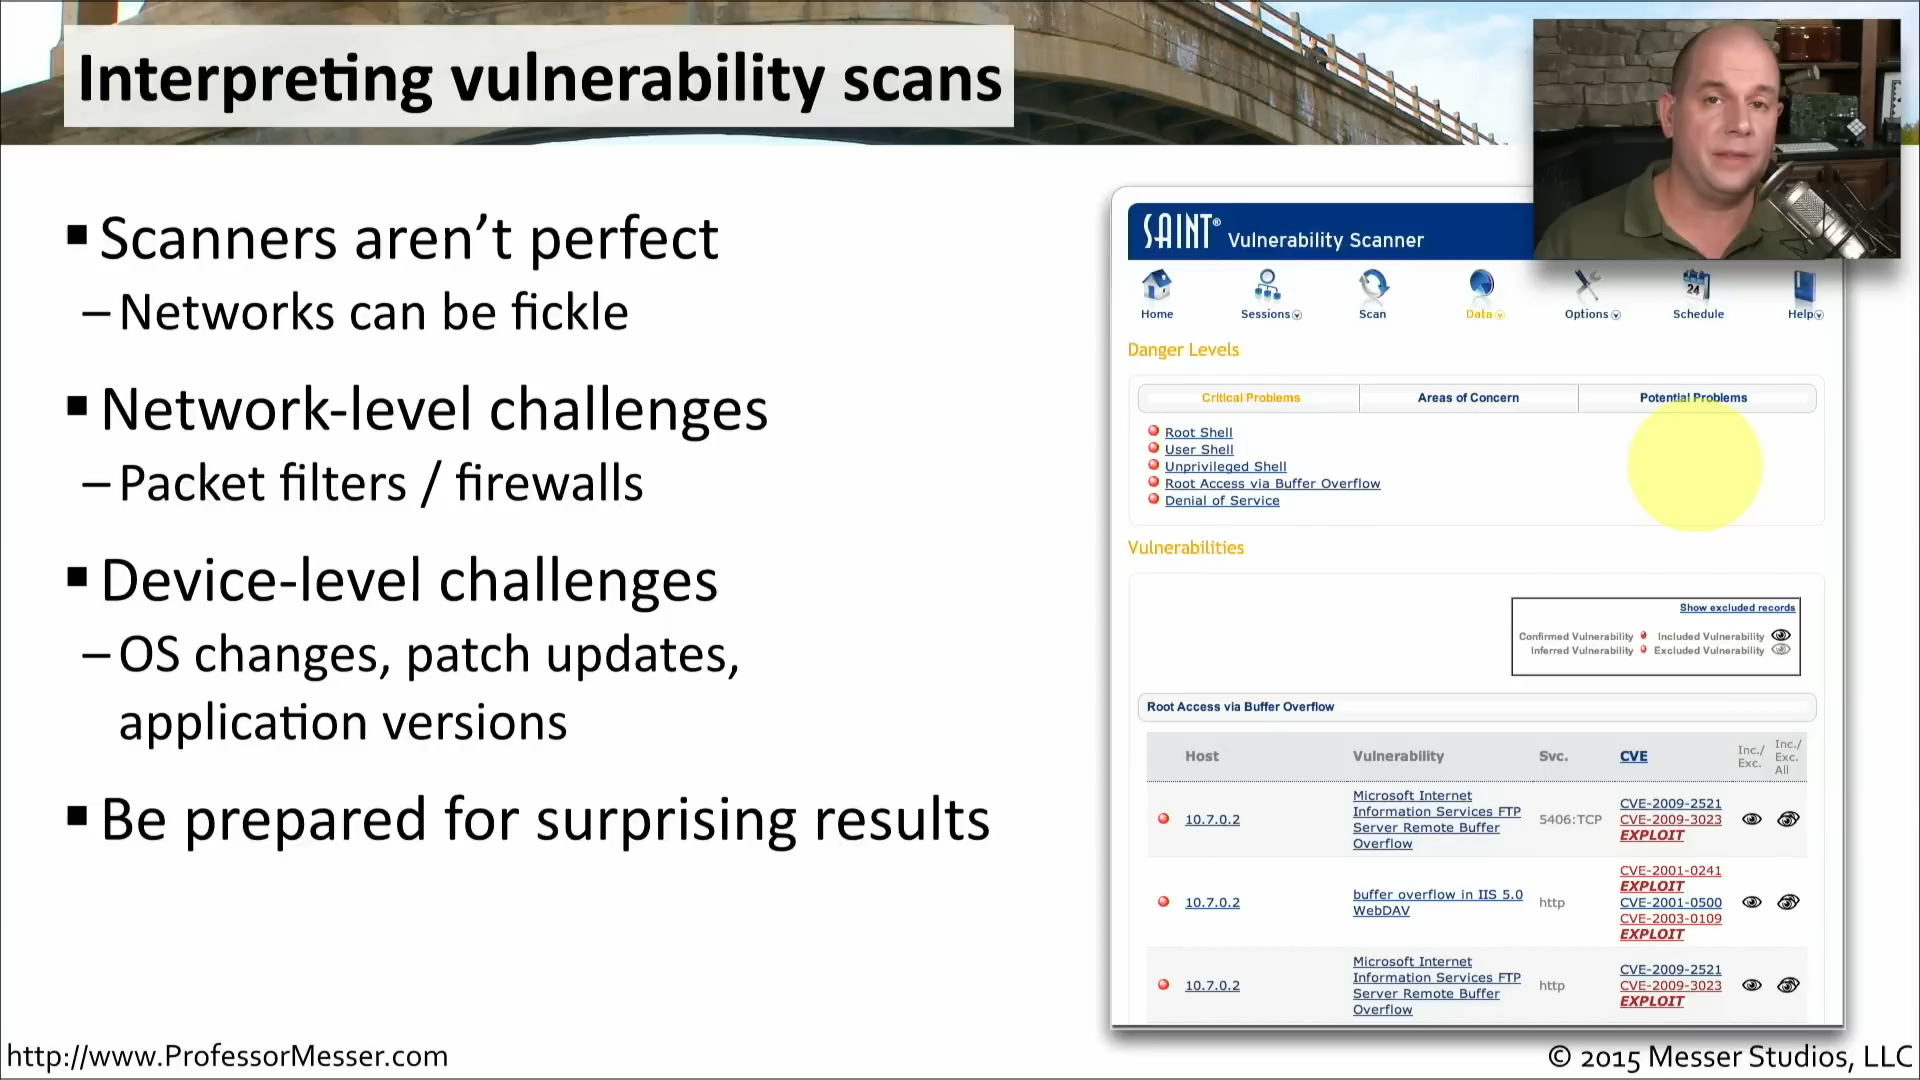 Interpreting vulnerability scans
▪ Scanners aren't perfect
– Networks can be fickle
▪ Network-level challenges
– Packet filters / firewalls
▪ Device-level challenges
– OS changes, patch updates,
application versions
▪ Be prepared for surprising results
SAINT® Vulnerability Scanner
Home Sessions Scan Data Options 24 Schedule Help
Danger Levels
Critical Problems Areas of Concern Potential Problems
Root Shell
User Shell
Unprivileged Shell
Root Access via Buffer Overflow
Denial of Service
Vulnerabilities
Show excluded records
Confirmed Vulnerability Included Vulnerability
Inferred Vulnerability Excluded Vulnerability
Root Access via Buffer Overflow
Host Vulnerability Svc. CVE Inc./ Exc. Inc./ Exc. All
10.7.0.2 Microsoft Internet Information Services FTP Server Remote Buffer Overflow 5406:TCP CVE-2009-2521 CVE-2009-3023 EXPLOIT
10.7.0.2 buffer overflow in IIS 5.0 WebDAV http CVE-2001-0241 EXPLOIT CVE-2001-0500 CVE-2003-0109 EXPLOIT
10.7.0.2 Microsoft Internet Information Services FTP Server Remote Buffer Overflow http CVE-2009-2521 CVE-2009-3023 EXPLOIT
http://www.ProfessorMesser.com
© 2015 Messer Studios, LLC